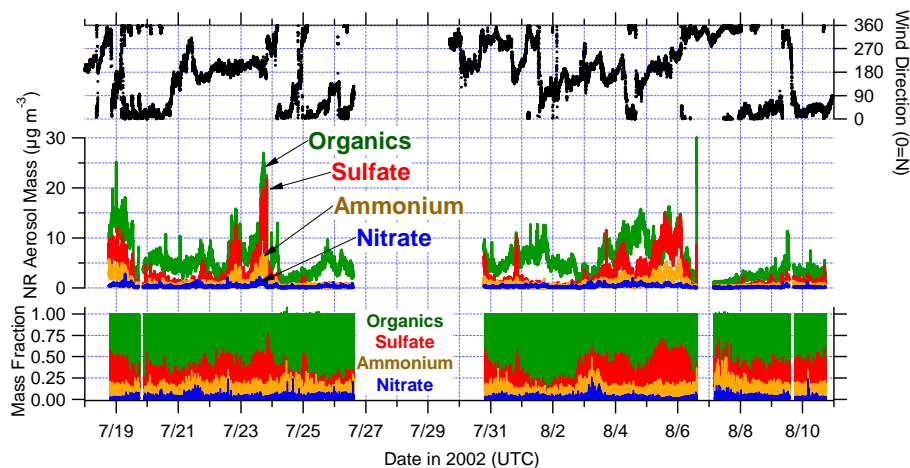 360
270
180
90
0
Wind Direction (0=N)
30
20
10
0
NR Aerosol Mass (µg m⁻³)
Organics
Sulfate
Ammonium
Nitrate
1.00
0.75
0.50
0.25
0.00
Mass Fraction
Organics
Sulfate
Ammonium
Nitrate
7/19 7/21 7/23 7/25 7/27 7/29 7/31 8/2 8/4 8/6 8/8 8/10
Date in 2002 (UTC)